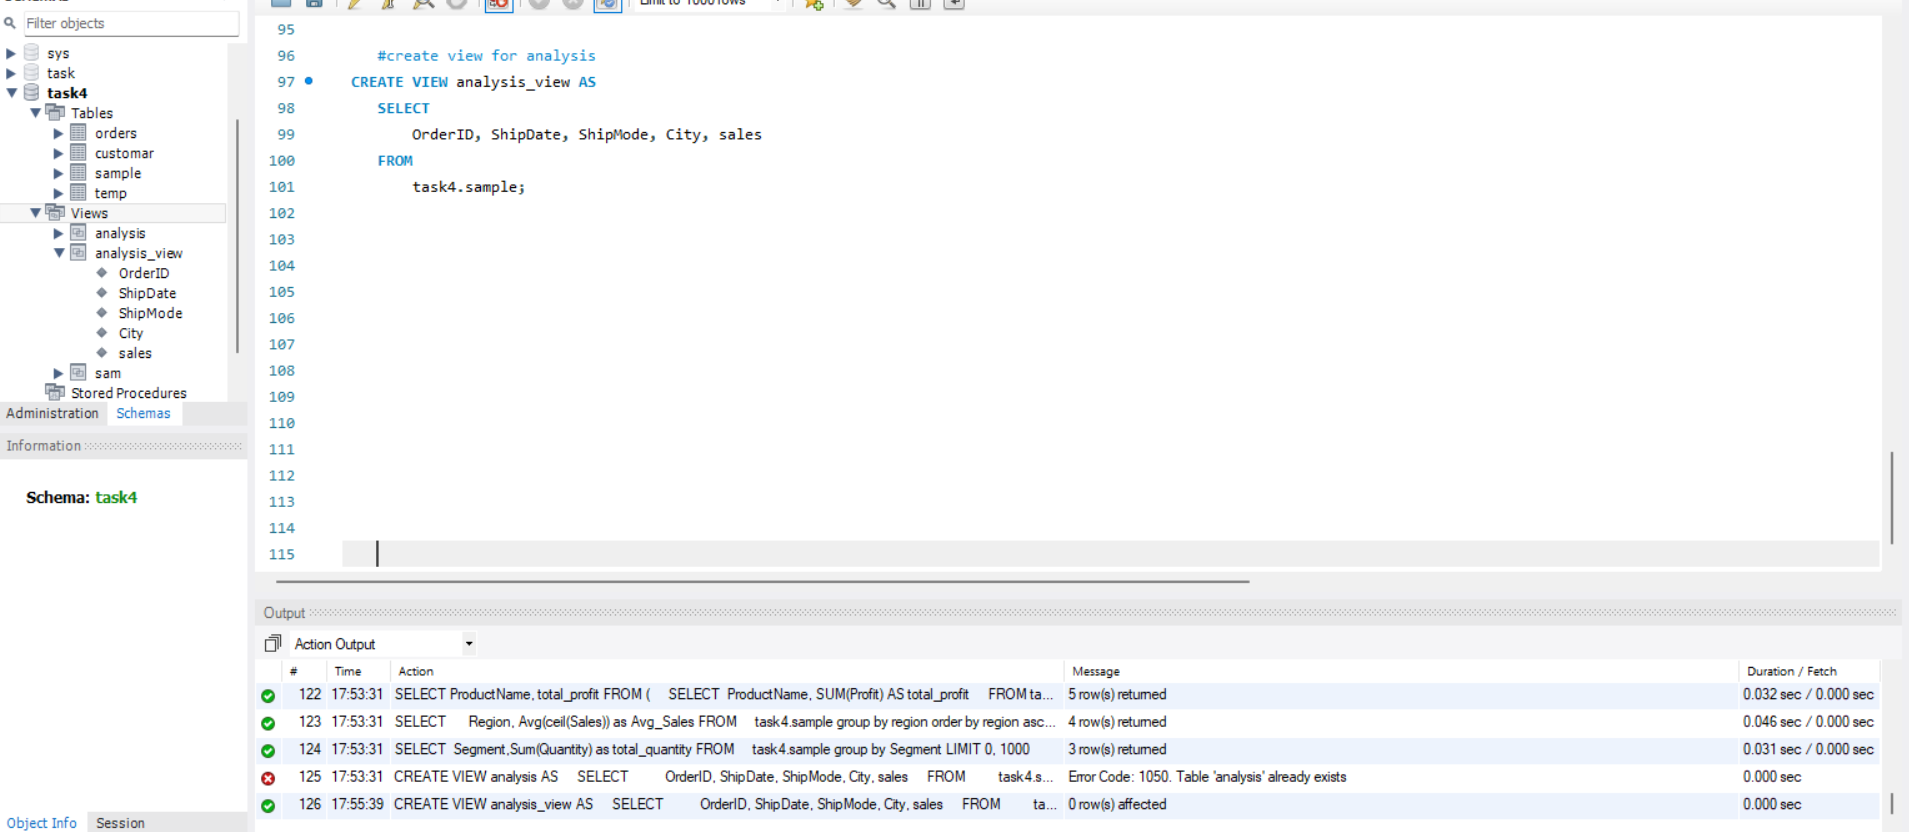 Filter objects
sys
task
task4
Tables
orders
customar
sample
temp
Views
analysis
analysis_view
OrderID
ShipDate
ShipMode
City
sales
sam
Stored Procedures
Administration Schemas
Information
Schema: task4
Object Info Session
95
96 #create view for analysis
97 CREATE VIEW analysis_view AS
98 SELECT
99 OrderID, ShipDate, ShipMode, City, sales
100 FROM
101 task4.sample;
102
103
104
105
106
107
108
109
110
111
112
113
114
115
Output
Action Output
# Time Action Message Duration / Fetch
122 17:53:31 SELECT ProductName, total_profit FROM ( SELECT ProductName, SUM(Profit) AS total_profit FROM ta... 5 row(s) returned 0.032 sec / 0.000 sec
123 17:53:31 SELECT Region, Avg(ceil(Sales)) as Avg_Sales FROM task4.sample group by region order by region asc... 4 row(s) returned 0.046 sec / 0.000 sec
124 17:53:31 SELECT Segment,Sum(Quantity) as total_quantity FROM task4.sample group by Segment LIMIT 0, 1000 3 row(s) returned 0.031 sec / 0.000 sec
125 17:53:31 CREATE VIEW analysis AS SELECT OrderID, ShipDate, ShipMode, City, sales FROM task4.s... Error Code: 1050. Table 'analysis' already exists 0.000 sec
126 17:55:39 CREATE VIEW analysis_view AS SELECT OrderID, ShipDate, ShipMode, City, sales FROM ta... 0 row(s) affected 0.000 sec